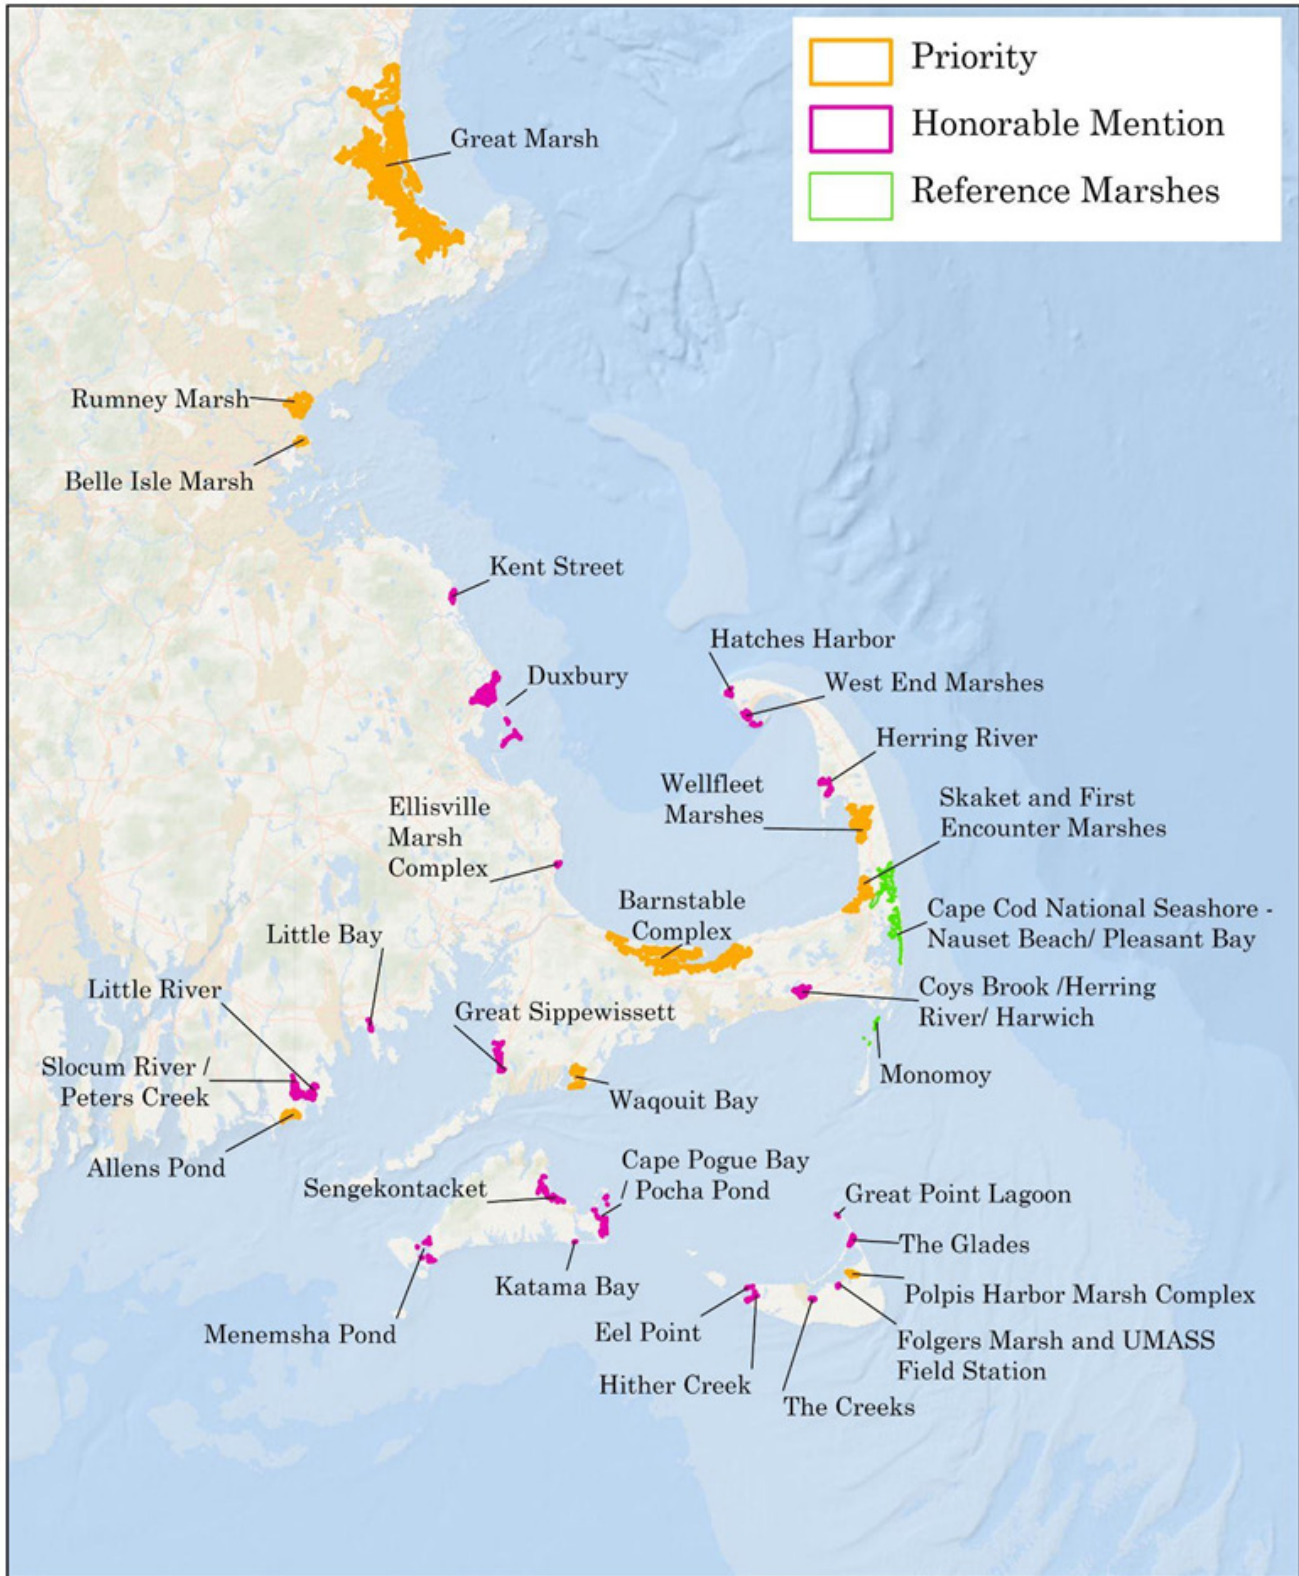 Priority
Honorable Mention
Reference Marshes
Great Marsh
Rumney Marsh
Belle Isle Marsh
Kent Street
Hatches Harbor
Duxbury
West End Marshes
Herring River
Wellfleet
Marshes
Skaket and First
Encounter Marshes
Ellisville
Marsh
Complex
Barnstable
Complex
Cape Cod National Seashore -
Nauset Beach/ Pleasant Bay
Little Bay
Little River
Coys Brook /Herring
River/ Harwich
Great Sippewissett
Slocum River /
Peters Creek
Monomoy
Waqouit Bay
Allens Pond
Cape Pogue Bay
/ Pocha Pond
Sengekontacket
Great Point Lagoon
The Glades
Katama Bay
Polpis Harbor Marsh Complex
Menemsha Pond
Eel Point
Folgers Marsh and UMASS
Field Station
Hither Creek
The Creeks